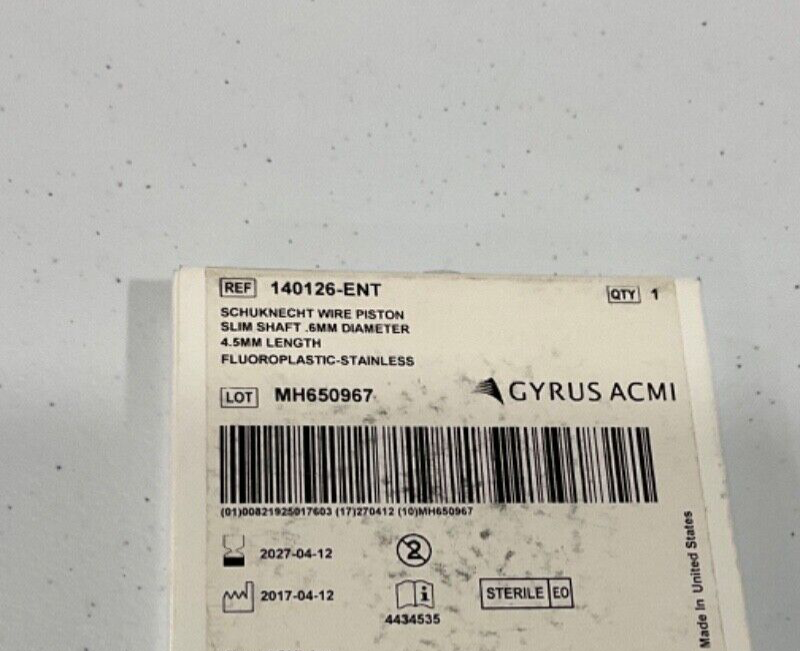 REF 140126-ENT
QTY 1
SCHUKNECHT WIRE PISTON
SLIM SHAFT .6MM DIAMETER
4.5MM LENGTH
FLUOROPLASTIC-STAINLESS
LOT MH650967
GYRUS ACMI
(01)00821925017603 (17)270412 (10)MH650967
2027-04-12
2
2017-04-12
i
STERILE EO
4434535
Made In United States